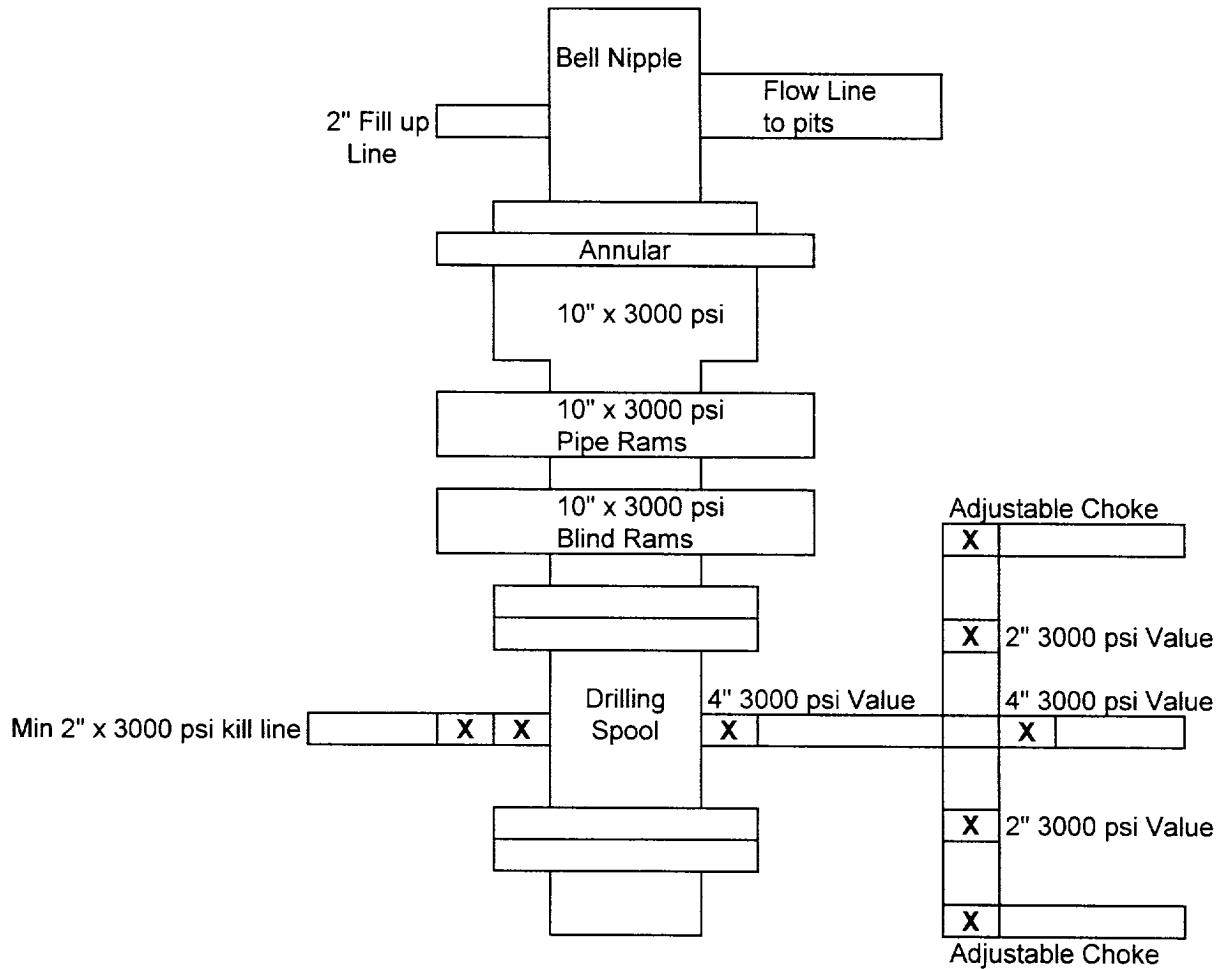 Bell Nipple
Flow Line
to pits
2" Fill up
Line
Annular
10" x 3000 psi
10" x 3000 psi
Pipe Rams
10" x 3000 psi
Blind Rams
Adjustable Choke
X
X 2" 3000 psi Value
Drilling
Spool
4" 3000 psi Value
4" 3000 psi Value
Min 2" x 3000 psi kill line
X X
X
X
X 2" 3000 psi Value
X
Adjustable Choke